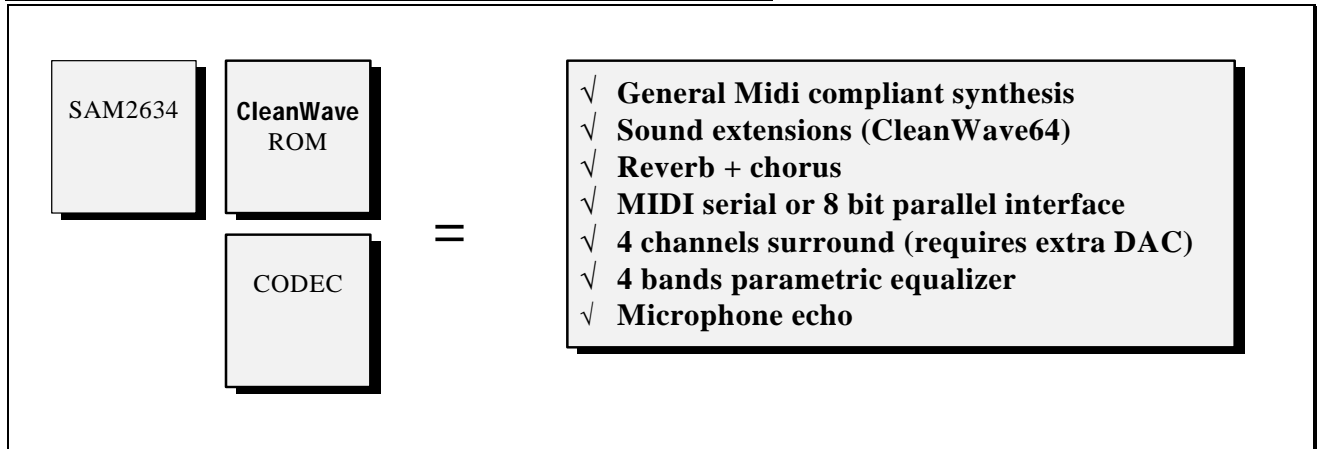 SAM2634
CleanWave
ROM
CODEC
=
√ General Midi compliant synthesis
√ Sound extensions (CleanWave64)
√ Reverb + chorus
√ MIDI serial or 8 bit parallel interface
√ 4 channels surround (requires extra DAC)
√ 4 bands parametric equalizer
√ Microphone echo